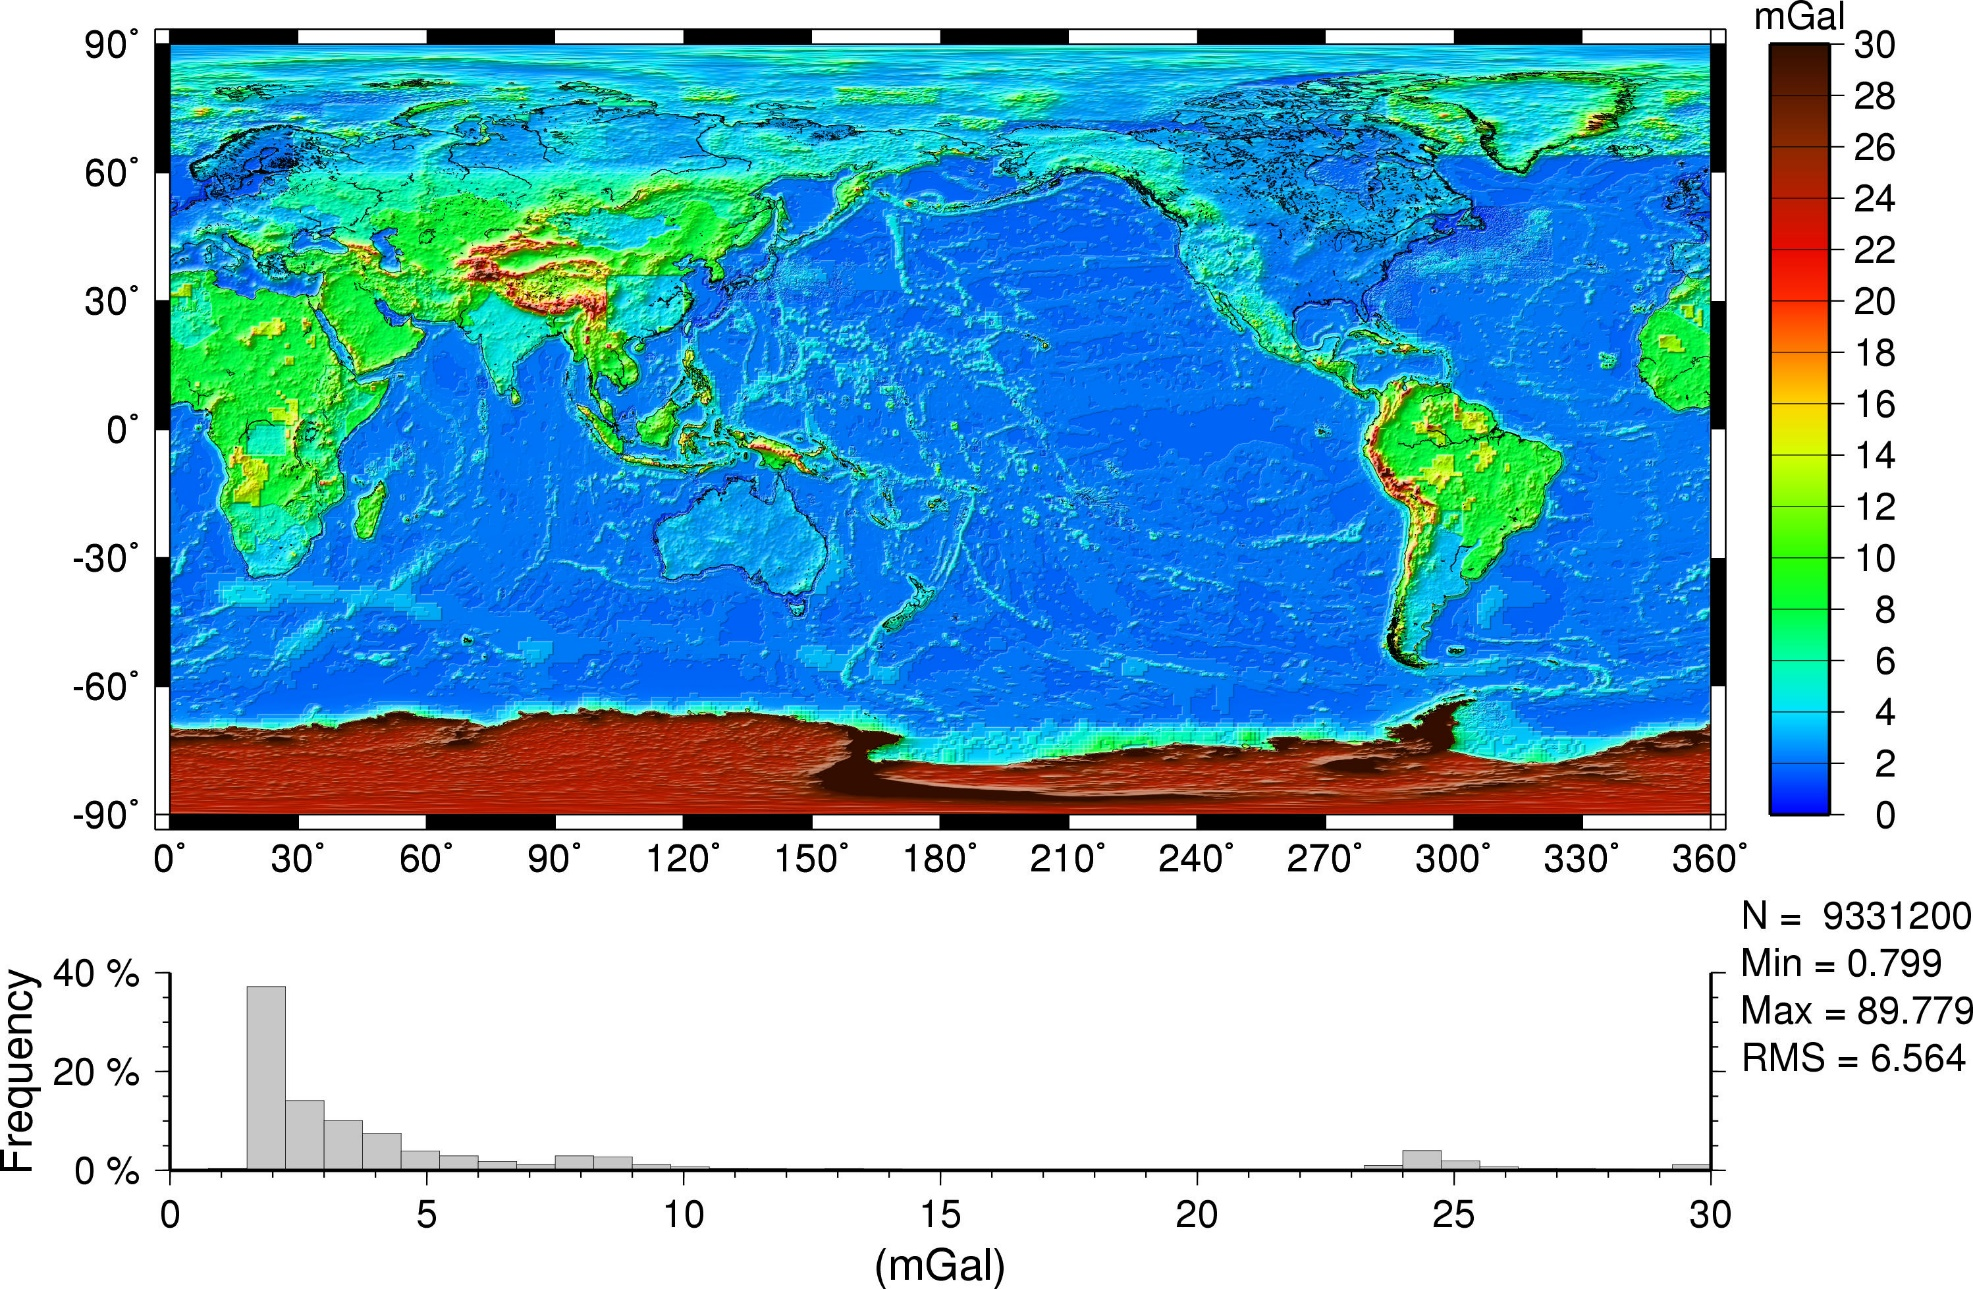 mGal
90°
60°
30°
0°
-30°
-60°
-90°
0° 30° 60° 90° 120° 150° 180° 210° 240° 270° 300° 330° 360°
30
28
26
24
22
20
18
16
14
12
10
8
6
4
2
0
N = 9331200
Min = 0.799
Max = 89.779
RMS = 6.564
Frequency
40 %
20 %
0 %
0 5 10 15 20 25 30
(mGal)